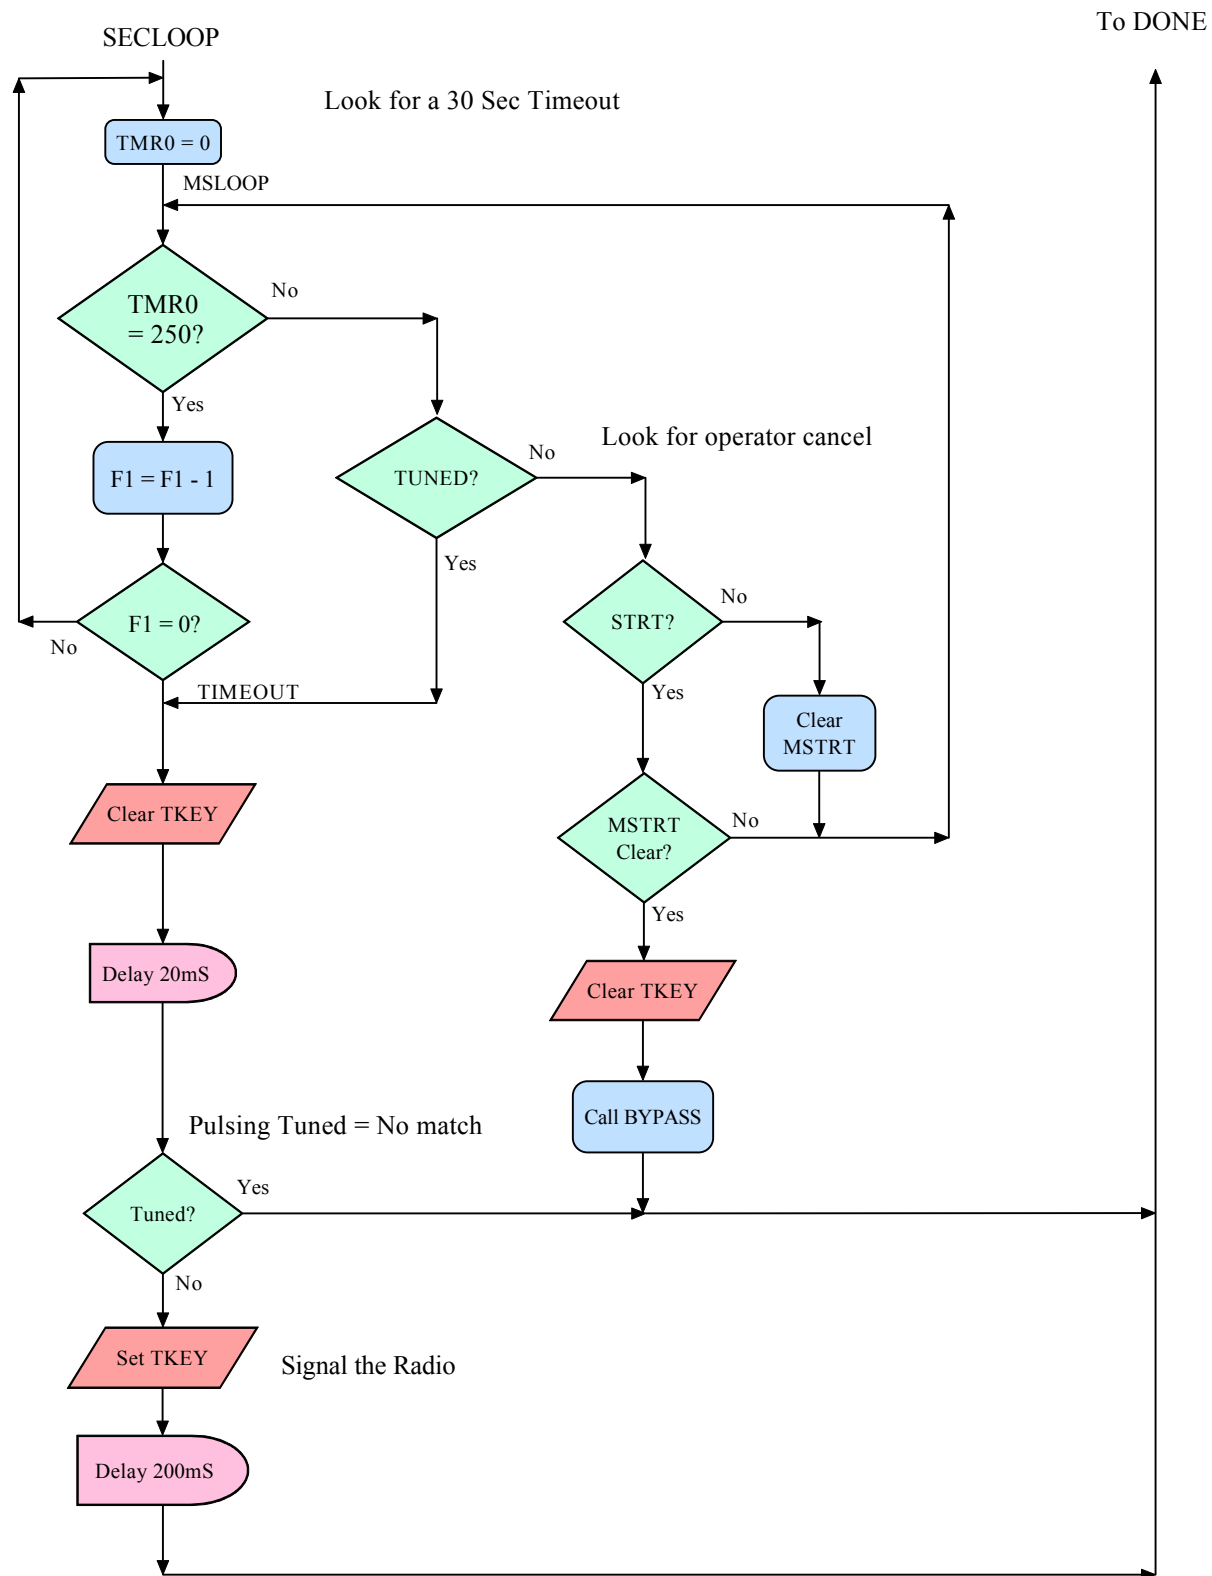 To DONE
SECLOOP
Look for a 30 Sec Timeout
TMR0 = 0
MSLOOP
TMR0
= 250?
No
Yes
Look for operator cancel
F1 = F1 - 1
TUNED?
No
Yes
F1 = 0?
No
STRT?
No
Yes
TIMEOUT
Clear
MSTRT
Clear TKEY
MSTRT
Clear?
No
Yes
Delay 20mS
Clear TKEY
Call BYPASS
Pulsing Tuned = No match
Tuned?
Yes
No
Set TKEY
Signal the Radio
Delay 200mS